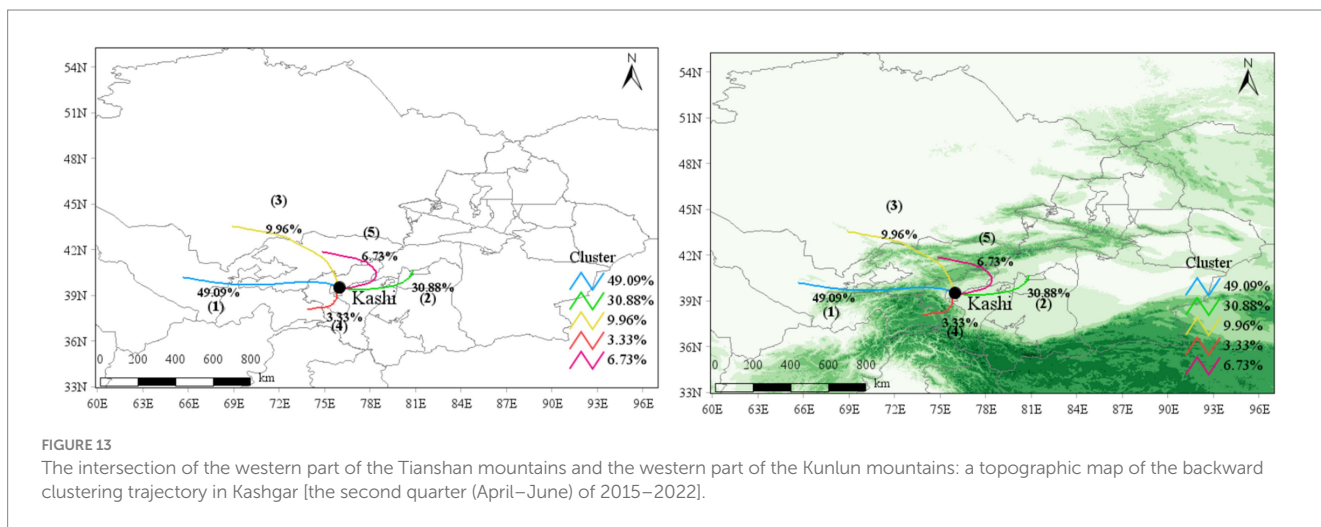 N
54N
51N
48N
45N
42N
39N
36N
33N
(3)
9.96%
(5)
6.73%
Cluster
49.09%
30.88%
9.96%
3.33%
6.73%
49.09%
(1)
Kashi
30.88%
(2)
3.33%
(4)
0 200 400 600 800
km
60E 63E 66E 69E 72E 75E 78E 81E 84E 87E 90E 93E 96E
N
54N
51N
48N
45N
42N
39N
36N
33N
(3)
9.96%
(5)
6.73%
Cluster
49.09%
30.88%
9.96%
3.33%
6.73%
49.09%
(1)
Kashi
30.88%
(2)
3.33%
(4)
0 200 400 600 800
km
60E 63E 66E 69E 72E 75E 78E 81E 84E 87E 90E 93E 96E
FIGURE 13
The intersection of the western part of the Tianshan mountains and the western part of the Kunlun mountains: a topographic map of the backward
clustering trajectory in Kashgar [the second quarter (April–June) of 2015–2022].